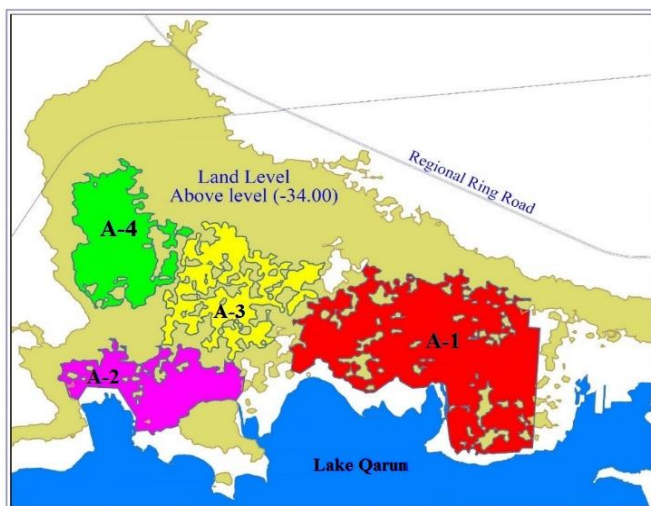 Regional Ring Road
Land Level
Above level (-34.00)
A-4
A-3
A-1
A-2
Lake Qarun